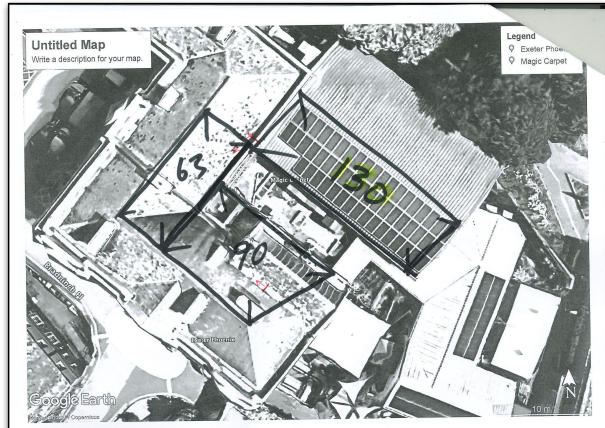 Untitled Map
Write a description for your map.
Legend
Exeter Phoe
Magic Carpet
63
130
Magic C
90
Bradninch Pl
Exeter Phoenix
Google Earth
Copernicus
10 m
N